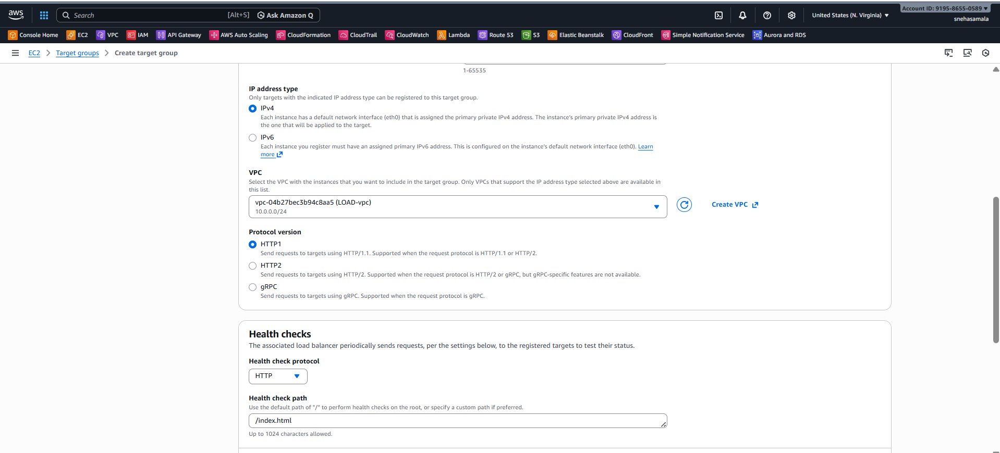 aws
Search
[Alt+S]
Ask Amazon Q
United States (N. Virginia)
Account ID: 9195-8655-0589
snehasamala
Console Home
EC2
VPC
IAM
API Gateway
AWS Auto Scaling
CloudFormation
CloudTrail
CloudWatch
Lambda
Route 53
S3
Elastic Beanstalk
CloudFront
Simple Notification Service
Aurora and RDS
EC2
Target groups
Create target group
1-65535
IP address type
Only targets with the indicated IP address type can be registered to this target group.
IPv4
Each instance has a default network interface (eth0) that is assigned the primary private IPv4 address. The instance's primary private IPv4 address is
the one that will be applied to the target.
IPv6
Each instance you register must have an assigned primary IPv6 address. This is configured on the instance's default network interface (eth0). Learn
more
VPC
Select the VPC with the instances that you want to include in the target group. Only VPCs that support the IP address type selected above are available in
this list.
vpc-04b27bec3b94c8aa5 (LOAD-vpc)
10.0.0.0/24
Create VPC
Protocol version
HTTP1
Send requests to targets using HTTP/1.1. Supported when the request protocol is HTTP/1.1 or HTTP/2.
HTTP2
Send requests to targets using HTTP/2. Supported when the request protocol is HTTP/2 or gRPC, but gRPC-specific features are not available.
gRPC
Send requests to targets using gRPC. Supported when the request protocol is gRPC.
Health checks
The associated load balancer periodically sends requests, per the settings below, to the registered targets to test their status.
Health check protocol
HTTP
Health check path
Use the default path of "/" to perform health checks on the root, or specify a custom path if preferred.
/index.html
Up to 1024 characters allowed.